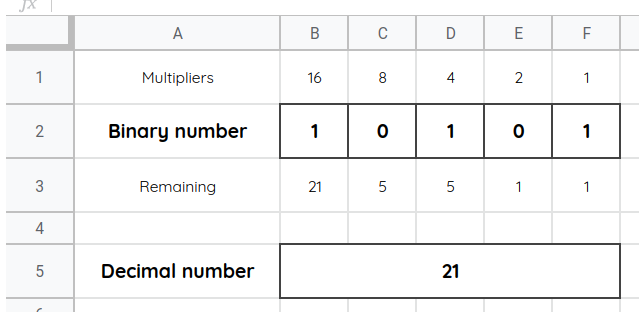 fx
A B C D E F
1 Multipliers 16 8 4 2 1
2 Binary number 1 0 1 0 1
3 Remaining 21 5 5 1 1
4
5 Decimal number 21